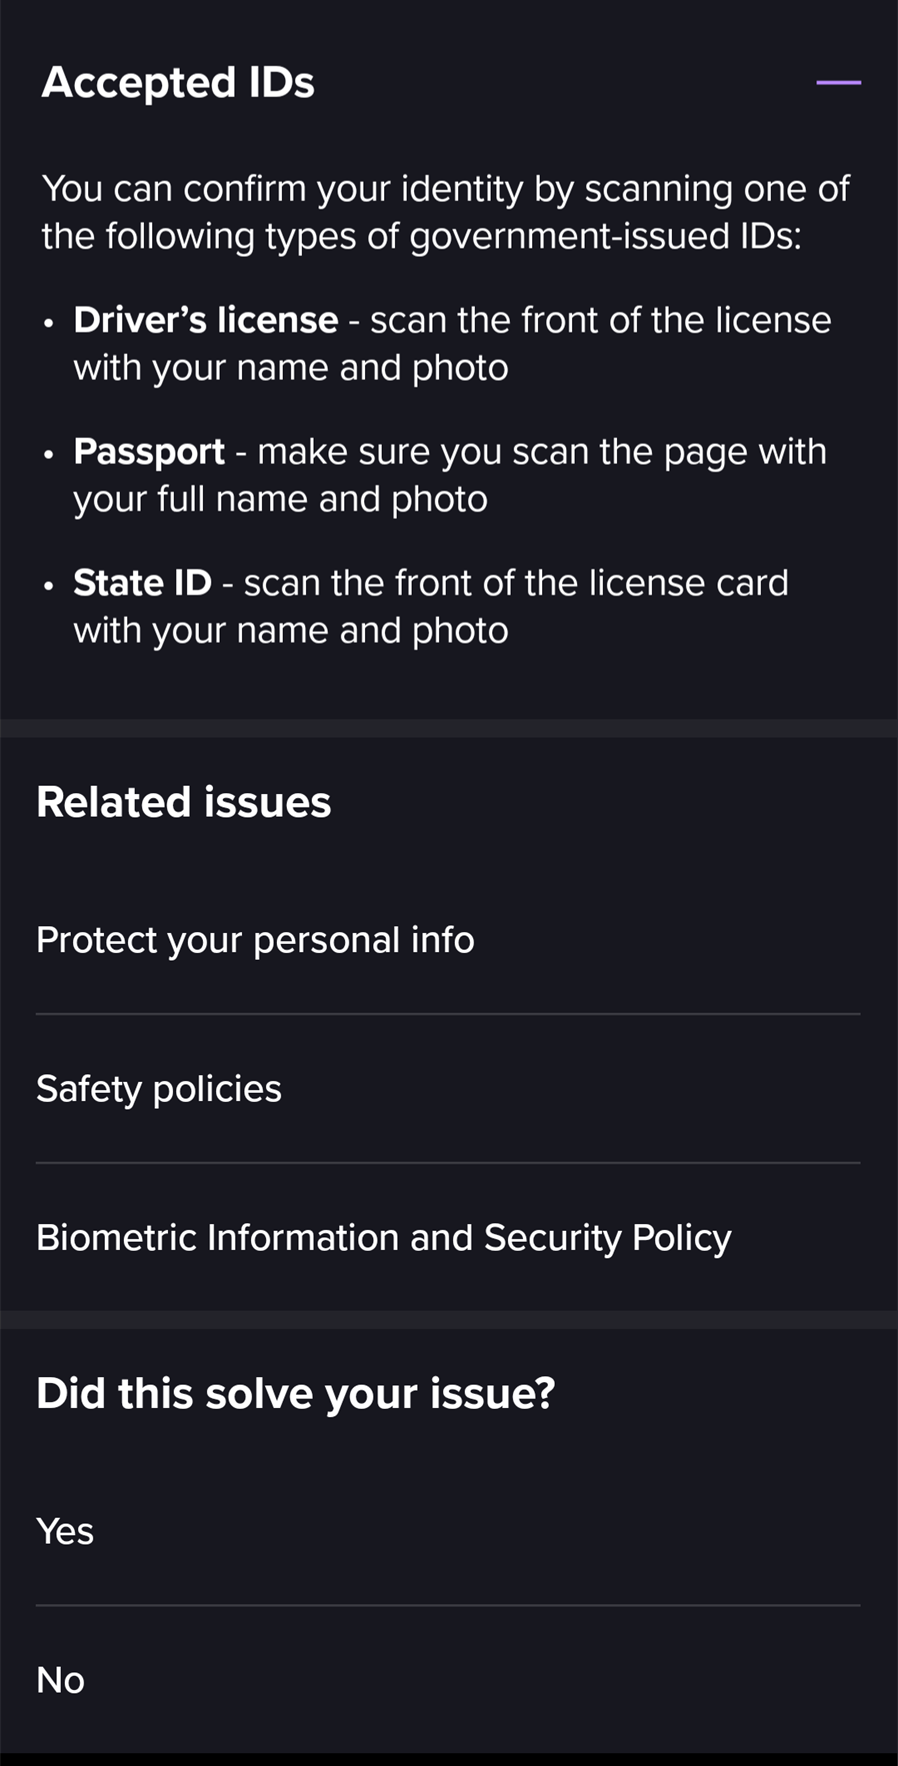 Accepted IDs
You can confirm your identity by scanning one of
the following types of government-issued IDs:
• Driver’s license - scan the front of the license
with your name and photo
• Passport - make sure you scan the page with
your full name and photo
• State ID - scan the front of the license card
with your name and photo
Related issues
Protect your personal info
Safety policies
Biometric Information and Security Policy
Did this solve your issue?
Yes
No